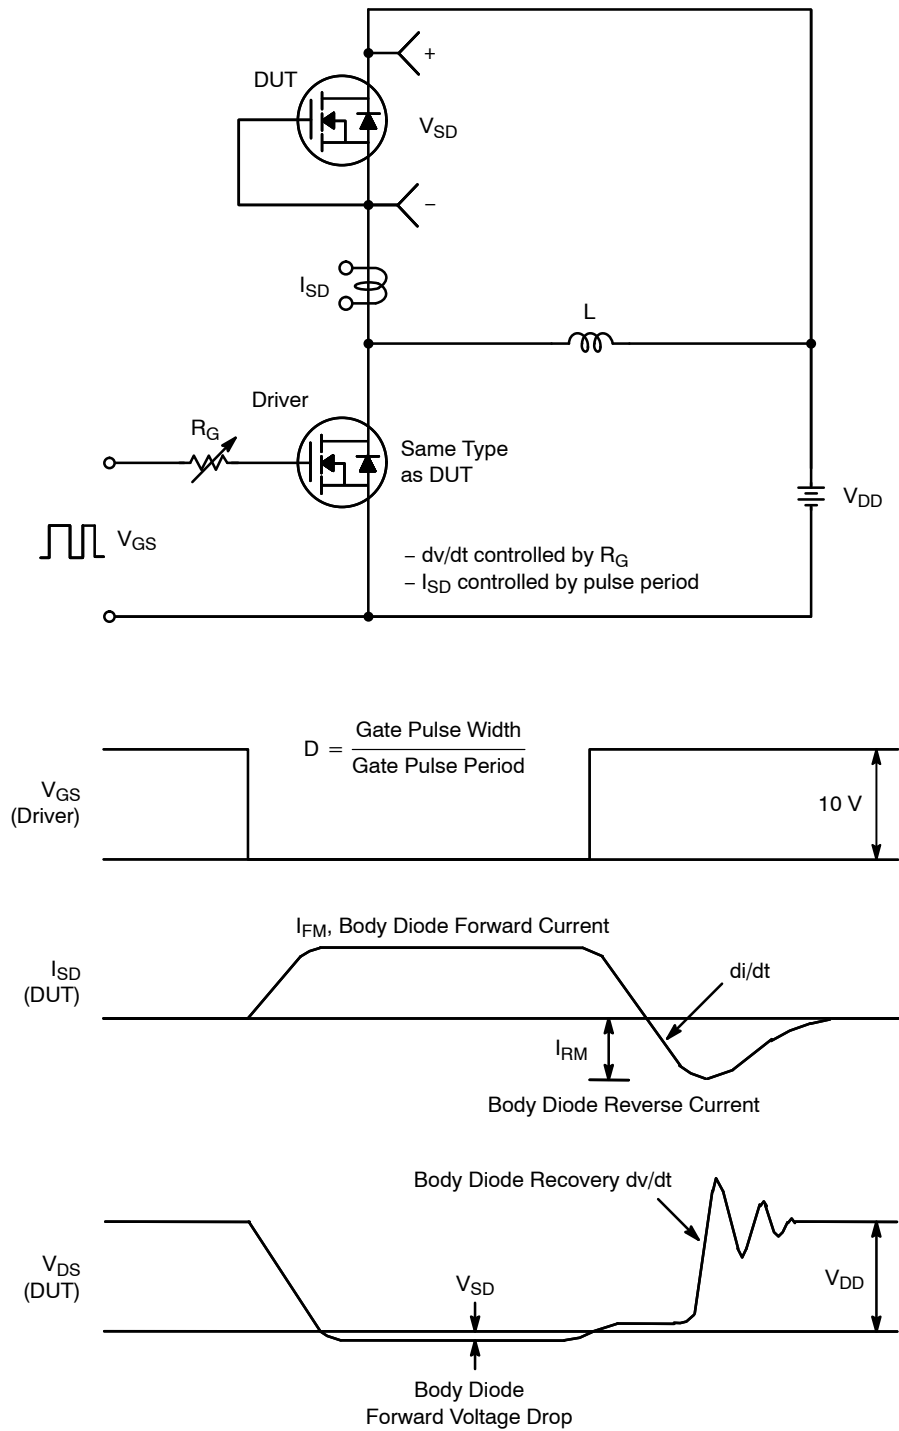 +
DUT
V_SD
−
I_SD
L
Driver
R_G
Same Type
as DUT
V_DD
V_GS
− dv/dt controlled by R_G
− I_SD controlled by pulse period
D = Gate Pulse Width
Gate Pulse Period
V_GS
(Driver)
10 V
I_FM, Body Diode Forward Current
I_SD
(DUT)
di/dt
I_RM
Body Diode Reverse Current
Body Diode Recovery dv/dt
V_DS
(DUT)
V_SD
V_DD
Body Diode
Forward Voltage Drop